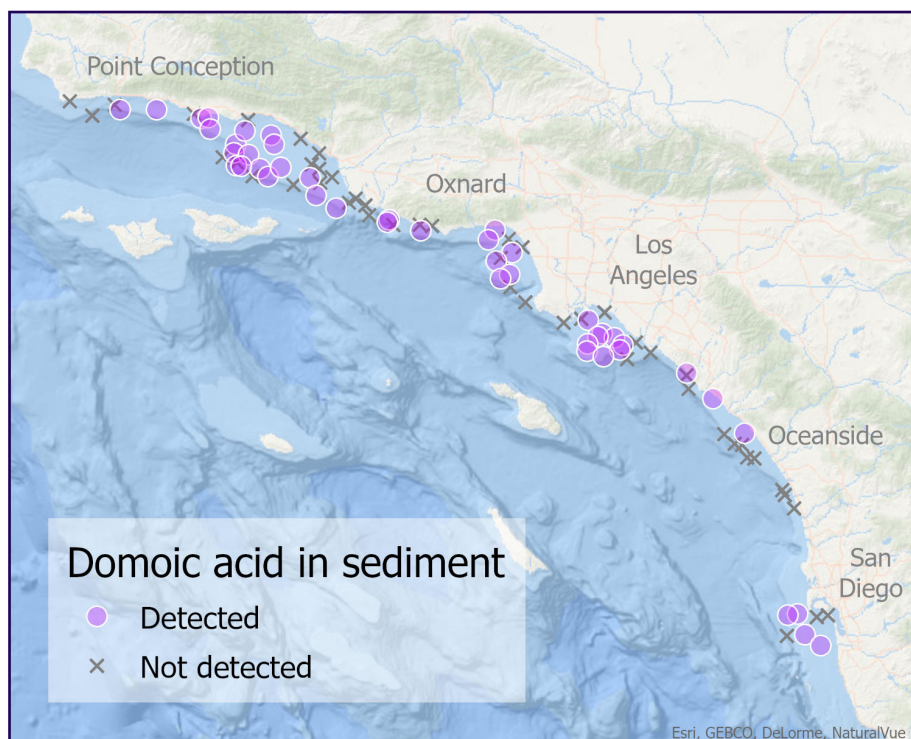 Point Conception
Oxnard
Los
Angeles
Oceanside
San
Diego
Domoic acid in sediment
Detected
Not detected
Esri, GEBCO, DeLorme, NaturalVue